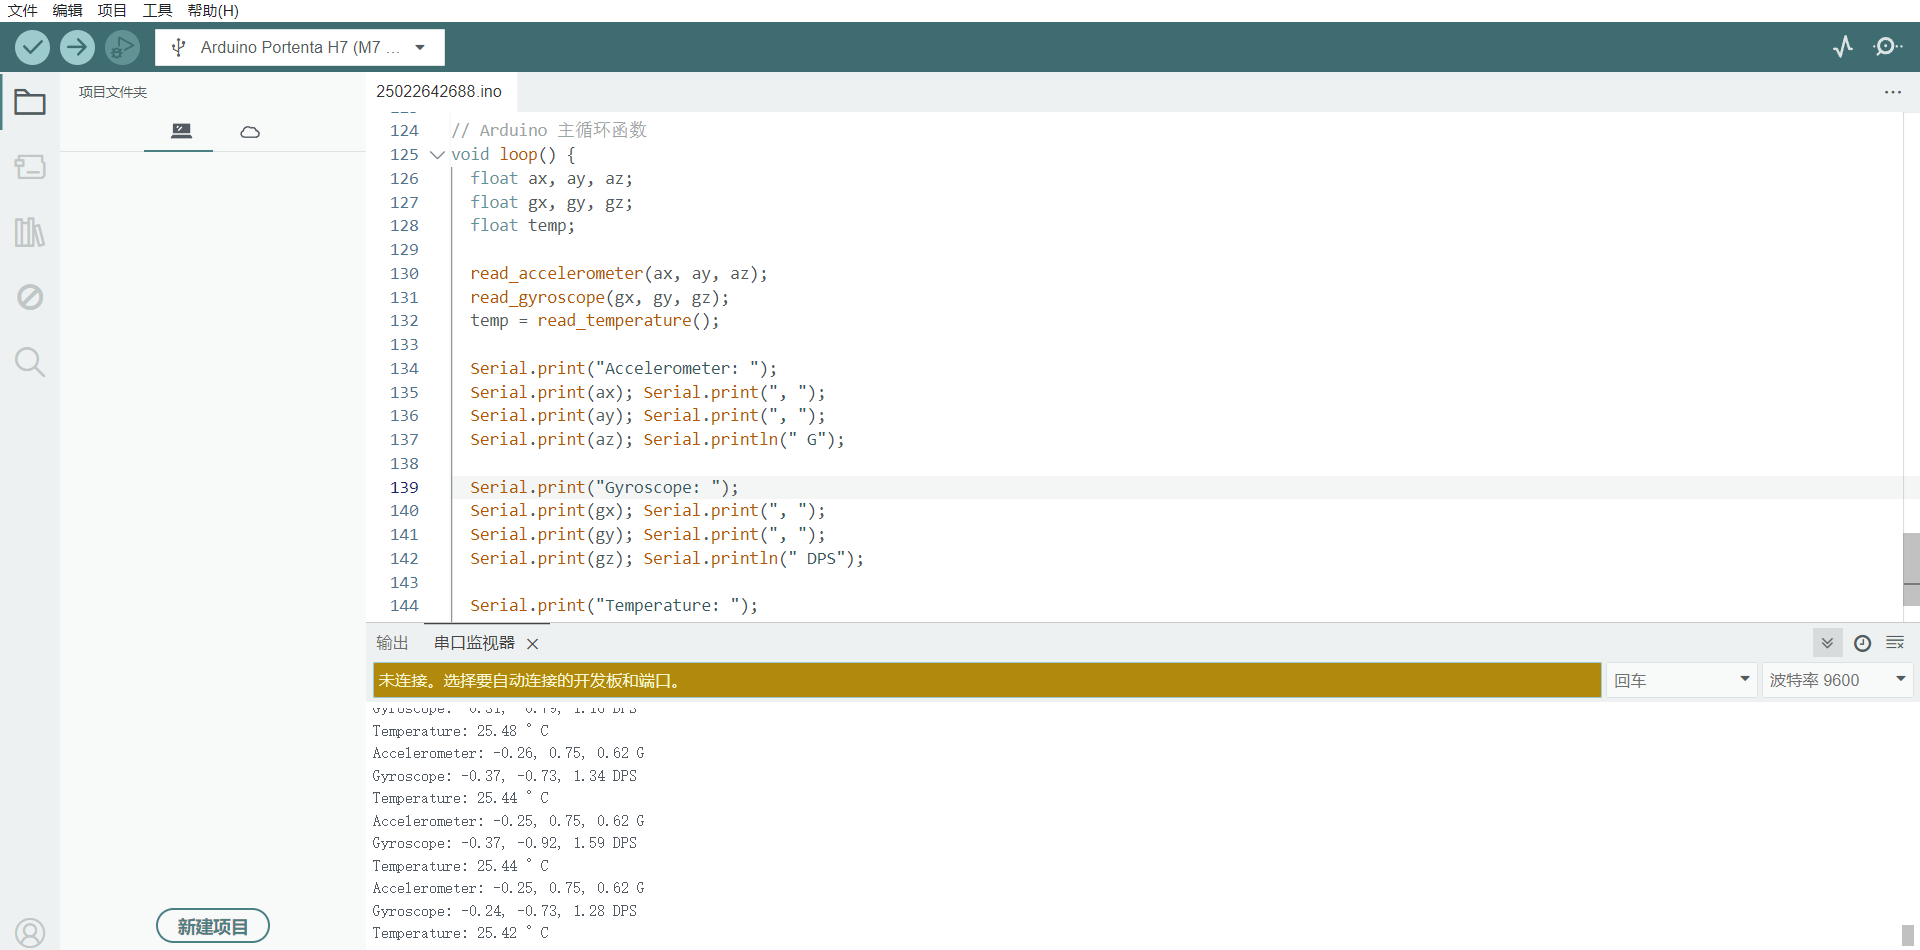 文件 编辑 项目 工具 帮助(H)
Arduino Portenta H7 (M7 ...
项目文件夹
25022642688.ino
124 // Arduino 主循环函数
125 void loop() {
126 float ax, ay, az;
127 float gx, gy, gz;
128 float temp;
129
130 read_accelerometer(ax, ay, az);
131 read_gyroscope(gx, gy, gz);
132 temp = read_temperature();
133
134 Serial.print("Accelerometer: ");
135 Serial.print(ax); Serial.print(", ");
136 Serial.print(ay); Serial.print(", ");
137 Serial.print(az); Serial.println(" G");
138
139 Serial.print("Gyroscope: ");
140 Serial.print(gx); Serial.print(", ");
141 Serial.print(gy); Serial.print(", ");
142 Serial.print(gz); Serial.println(" DPS");
143
144 Serial.print("Temperature: ");
输出 串口监视器
未连接。选择要自动连接的开发板和端口。
回车 波特率 9600
Gyroscope: DPS
Temperature: 25.48 °C
Accelerometer: -0.26, 0.75, 0.62 G
Gyroscope: -0.37, -0.73, 1.34 DPS
Temperature: 25.44 °C
Accelerometer: -0.25, 0.75, 0.62 G
Gyroscope: -0.37, -0.92, 1.59 DPS
Temperature: 25.44 °C
Accelerometer: -0.25, 0.75, 0.62 G
Gyroscope: -0.24, -0.73, 1.28 DPS
Temperature: 25.42 °C
新建项目